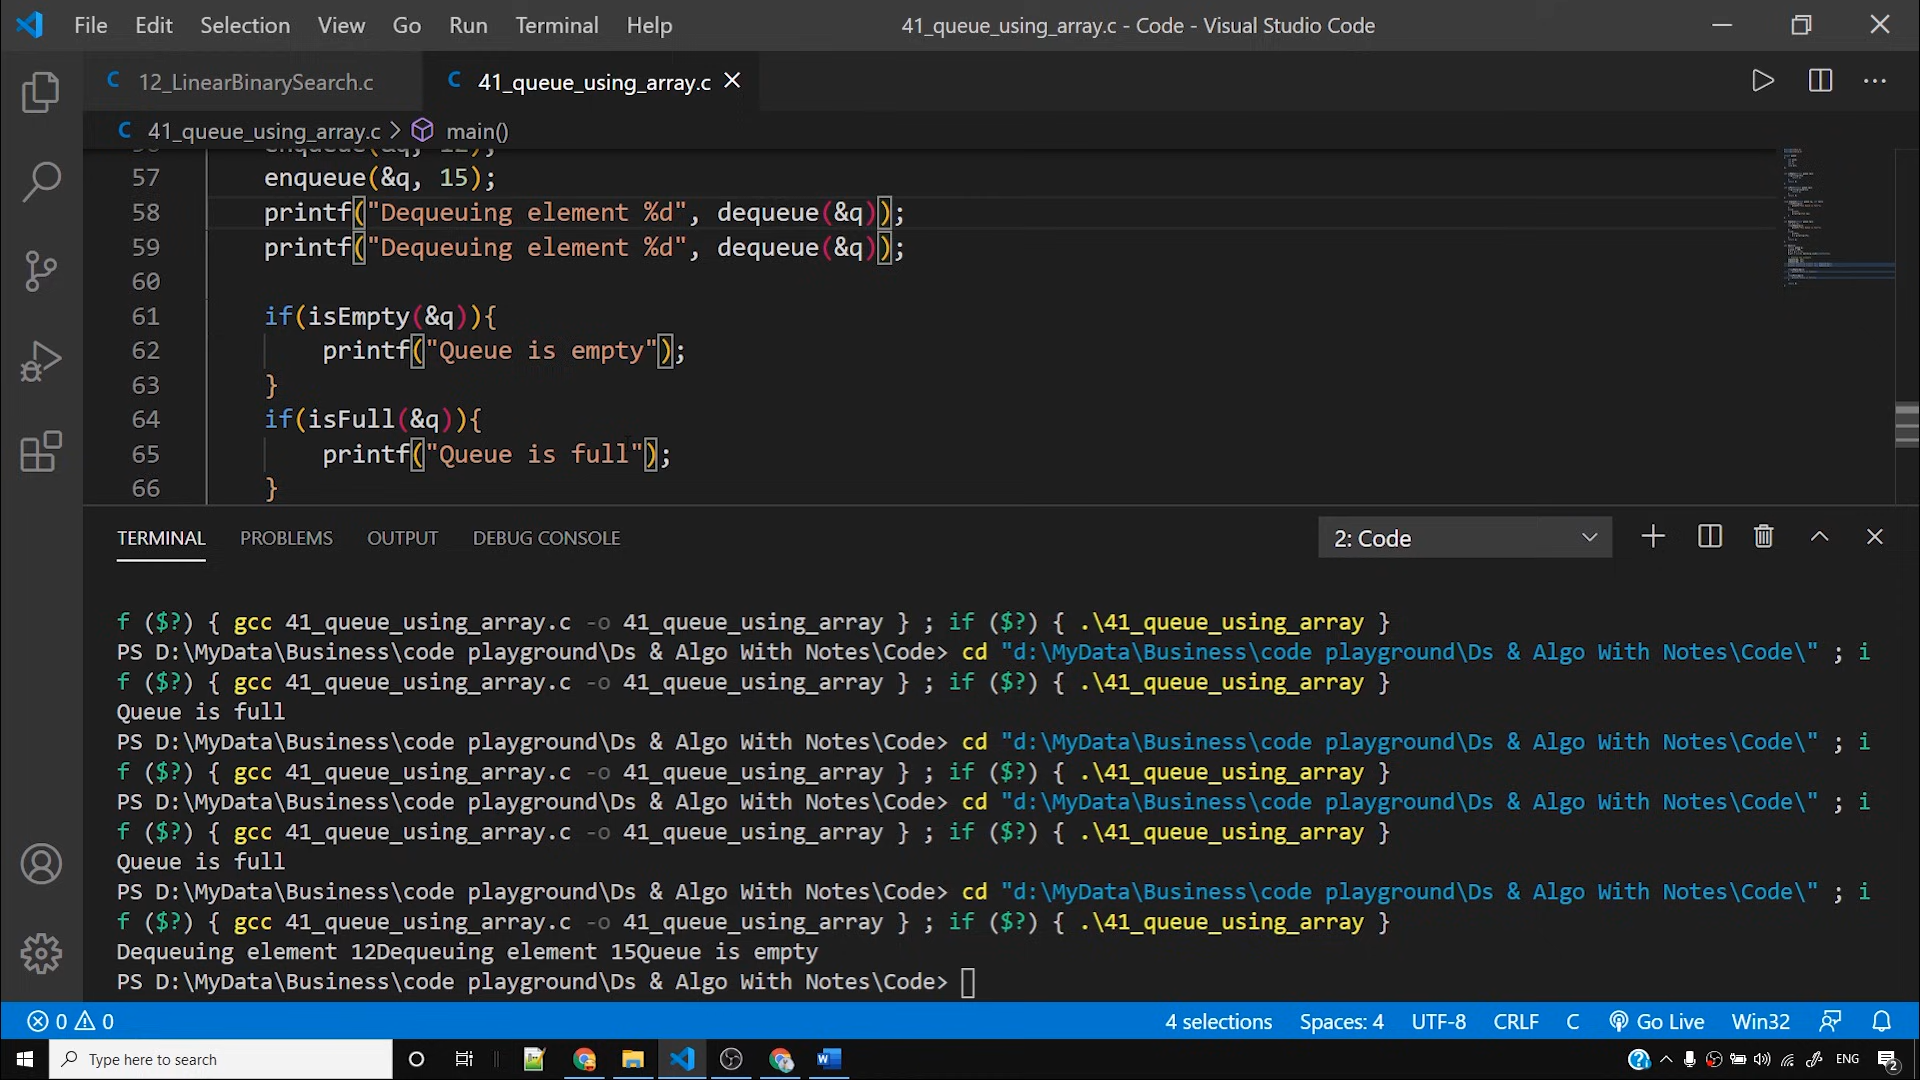 File Edit Selection View Go Run Terminal Help 41_queue_using_array.c - Code - Visual Studio Code
C 12_LinearBinarySearch.c C 41_queue_using_array.c
C 41_queue_using_array.c > main()
56 enqueue(&q, 12);
57 enqueue(&q, 15);
58 printf("Dequeuing element %d", dequeue(&q));
59 printf("Dequeuing element %d", dequeue(&q));
60
61 if(isEmpty(&q)){
62 printf("Queue is empty");
63 }
64 if(isFull(&q)){
65 printf("Queue is full");
66 }
TERMINAL PROBLEMS OUTPUT DEBUG CONSOLE 2: Code
f ($?) { gcc 41_queue_using_array.c -o 41_queue_using_array } ; if ($?) { .\41_queue_using_array }
PS D:\MyData\Business\code playground\Ds & Algo With Notes\Code> cd "d:\MyData\Business\code playground\Ds & Algo With Notes\Code\" ; i
f ($?) { gcc 41_queue_using_array.c -o 41_queue_using_array } ; if ($?) { .\41_queue_using_array }
Queue is full
PS D:\MyData\Business\code playground\Ds & Algo With Notes\Code> cd "d:\MyData\Business\code playground\Ds & Algo With Notes\Code\" ; i
f ($?) { gcc 41_queue_using_array.c -o 41_queue_using_array } ; if ($?) { .\41_queue_using_array }
PS D:\MyData\Business\code playground\Ds & Algo With Notes\Code> cd "d:\MyData\Business\code playground\Ds & Algo With Notes\Code\" ; i
f ($?) { gcc 41_queue_using_array.c -o 41_queue_using_array } ; if ($?) { .\41_queue_using_array }
Queue is full
PS D:\MyData\Business\code playground\Ds & Algo With Notes\Code> cd "d:\MyData\Business\code playground\Ds & Algo With Notes\Code\" ; i
f ($?) { gcc 41_queue_using_array.c -o 41_queue_using_array } ; if ($?) { .\41_queue_using_array }
Dequeuing element 12Dequeuing element 15Queue is empty
PS D:\MyData\Business\code playground\Ds & Algo With Notes\Code>
0 0 4 selections Spaces: 4 UTF-8 CRLF C Go Live Win32
Type here to search ENG 2